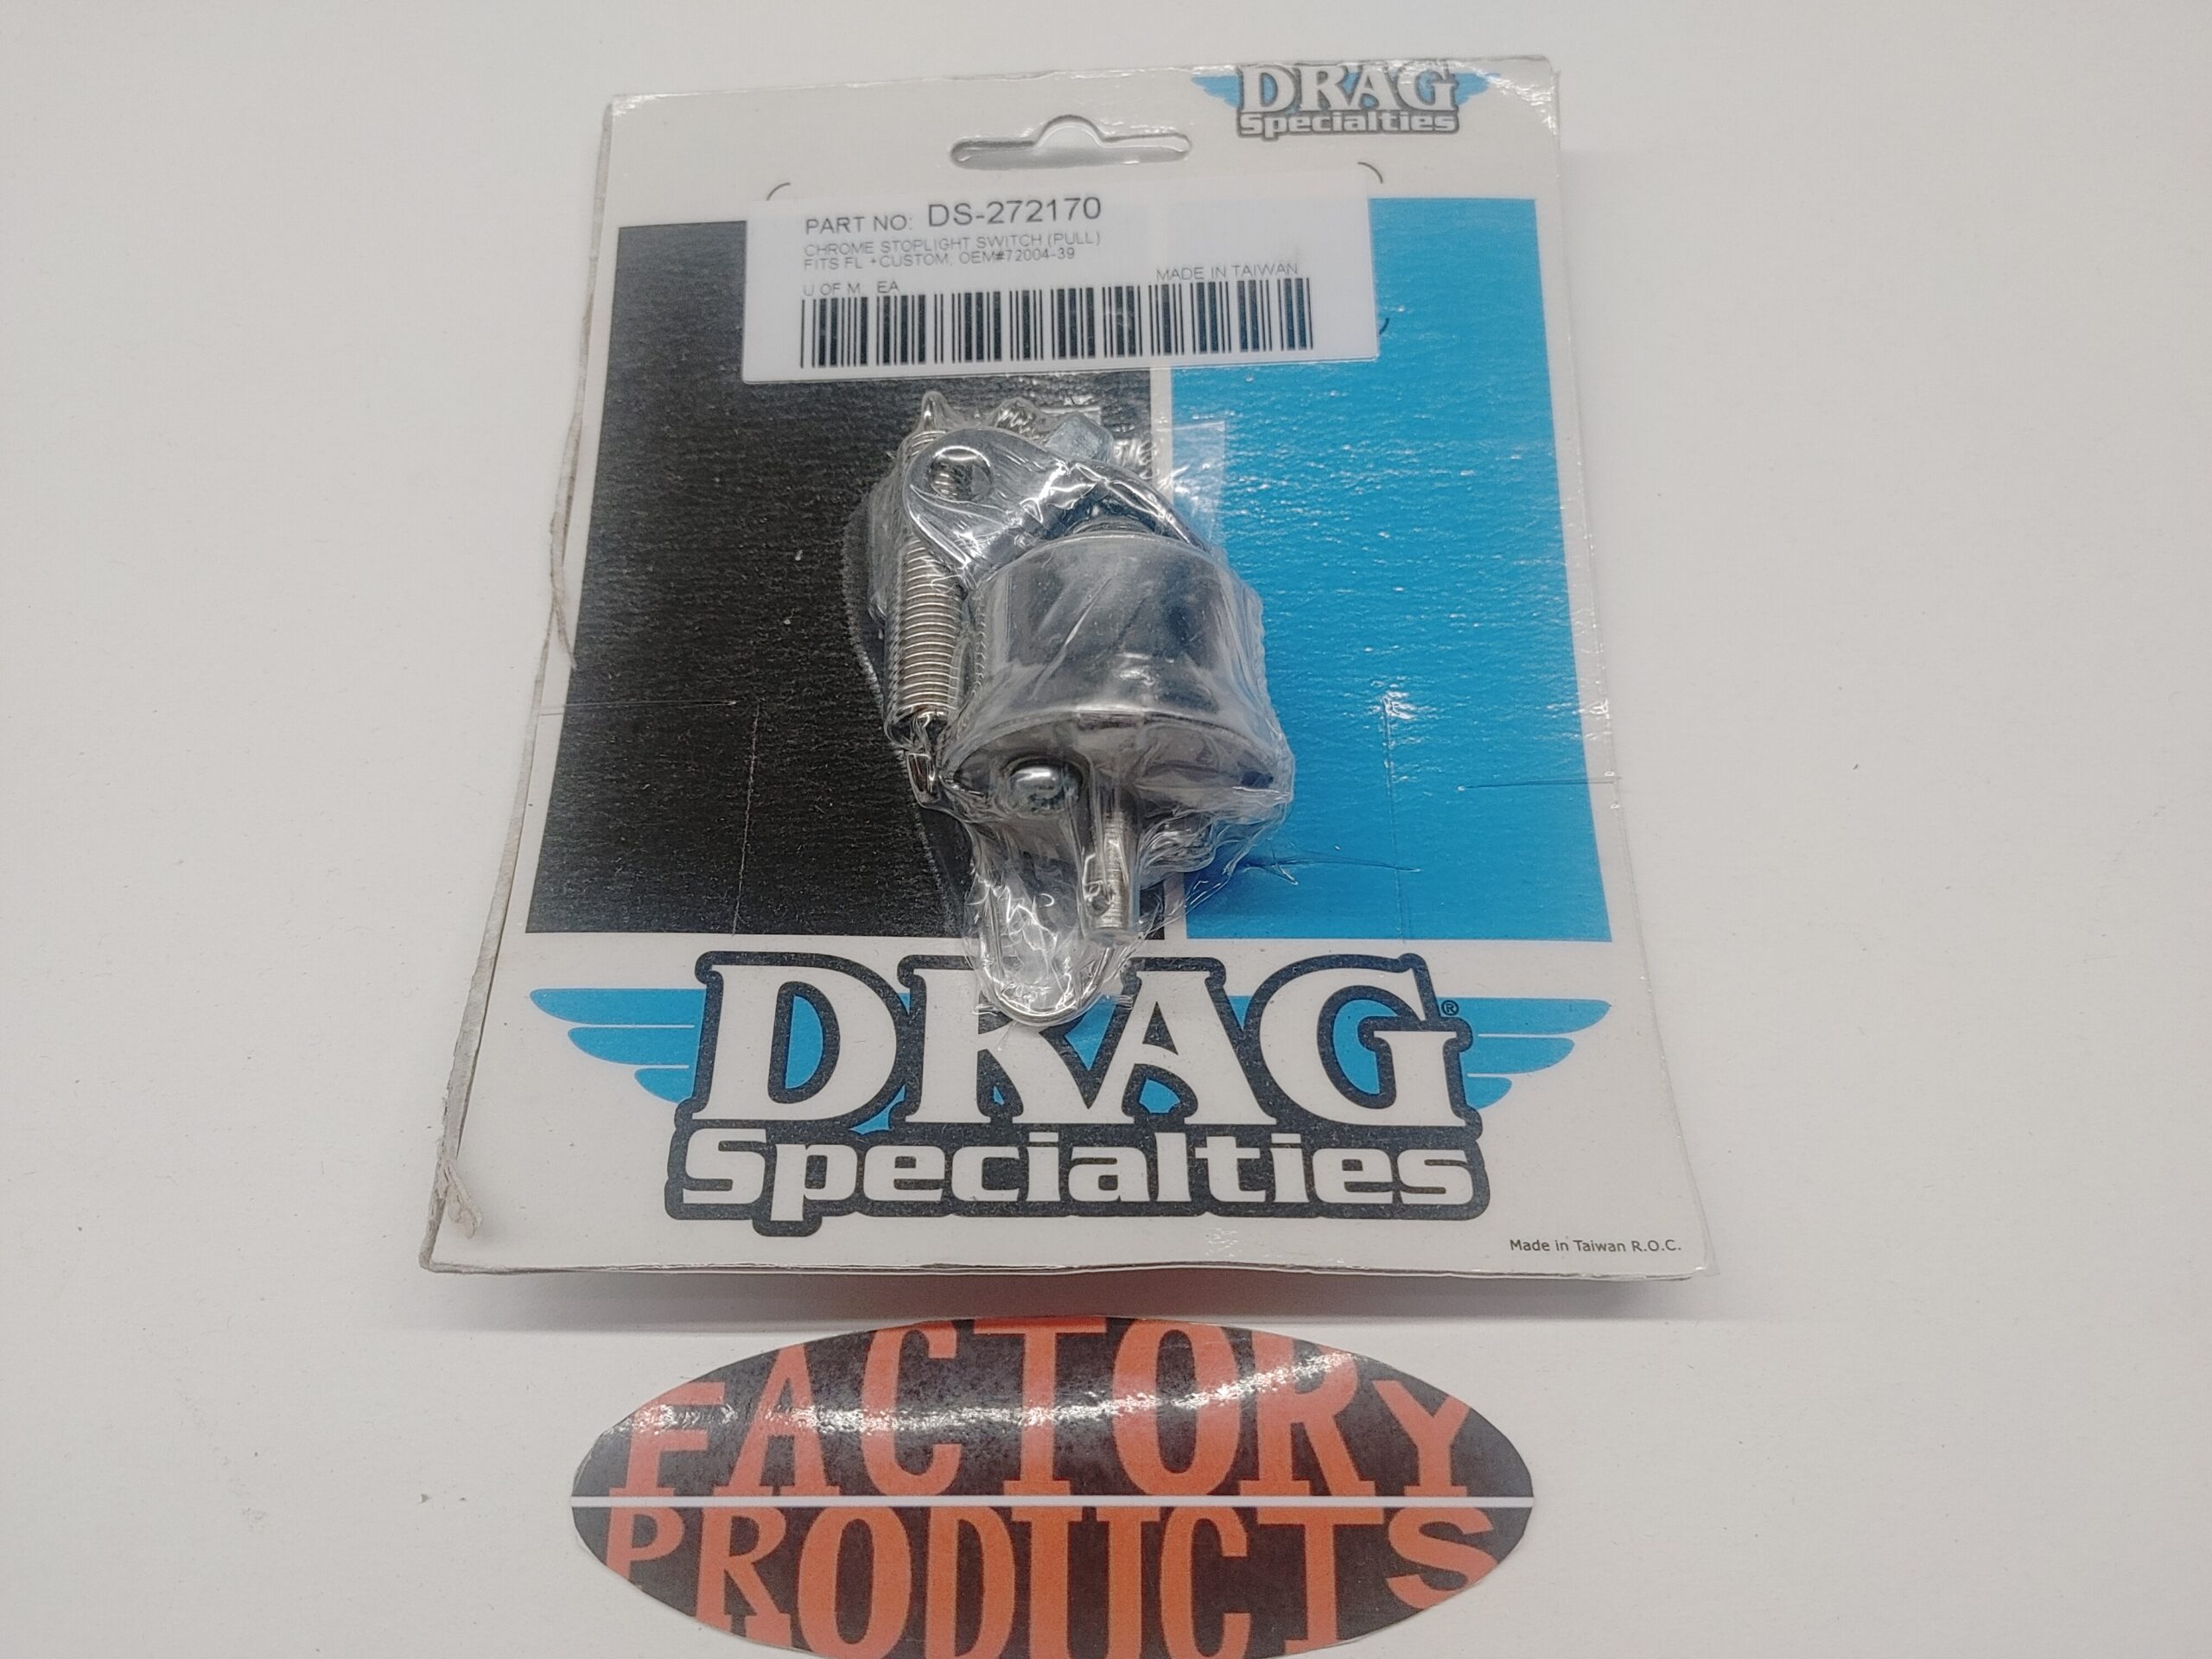 DRAG
Specialties
PART NO: DS-272170
CHROME STOPLIGHT SWITCH (PULL)
FITS FL *CUSTOM, OEM#72004-39
MADE IN TAIWAN
U OF M EA
DRAG®
Specialties
Made in Taiwan R.O.C.
FACTORY
PRODUCTS